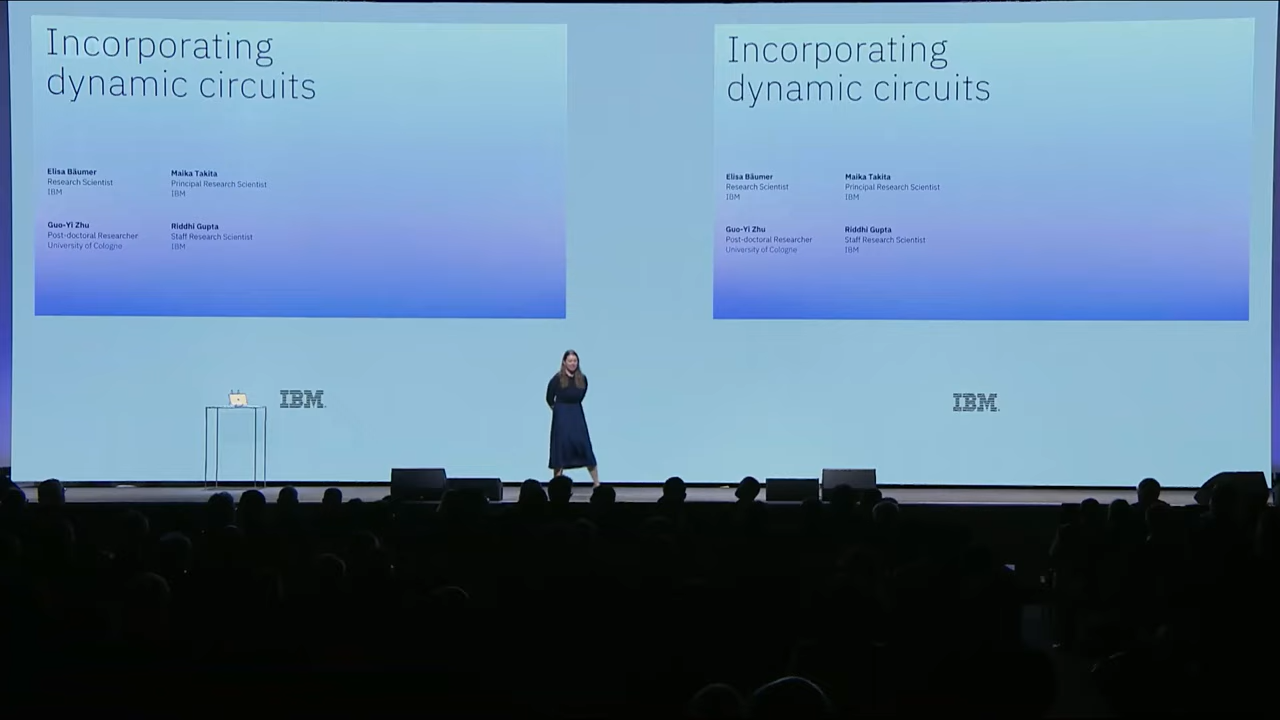 Incorporating
dynamic circuits
Elisa Bäumer
Research Scientist
IBM
Maika Takita
Principal Research Scientist
IBM
Guo-Yi Zhu
Post-doctoral Researcher
University of Cologne
Riddhi Gupta
Staff Research Scientist
IBM
IBM
Incorporating
dynamic circuits
Elisa Bäumer
Research Scientist
IBM
Maika Takita
Principal Research Scientist
IBM
Guo-Yi Zhu
Post-doctoral Researcher
University of Cologne
Riddhi Gupta
Staff Research Scientist
IBM
IBM